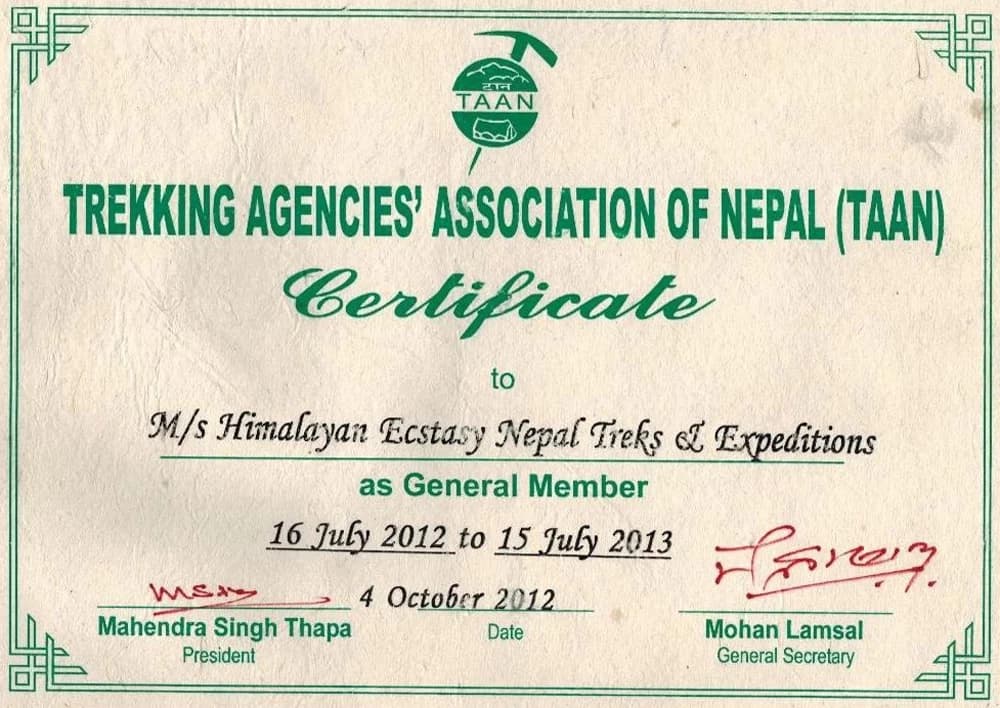 टान
TAAN
TREKKING AGENCIES' ASSOCIATION OF NEPAL (TAAN)
Certificate
to
M/s Himalayan Ecstasy Nepal Treks & Expeditions
as General Member
16 July 2012 to 15 July 2013
4 October 2012
Mahendra Singh Thapa
President
Date
Mohan Lamsal
General Secretary